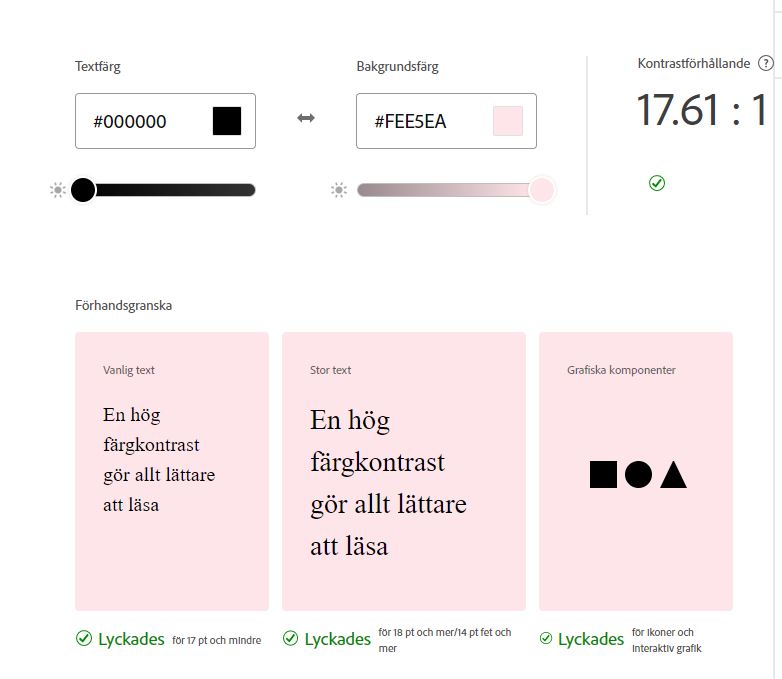 Textfärg
Bakgrundsfärg
Kontrastförhållande ?
#000000
#FEE5EA
17.61 : 1
Förhandsgranska
Vanlig text
En hög
färgkontrast
gör allt lättare
att läsa
Stor text
En hög
färgkontrast
gör allt lättare
att läsa
Grafiska komponenter
Lyckades för 17 pt och mindre
Lyckades för 18 pt och mer/14 pt fet och
mer
Lyckades för ikoner och
interaktiv grafik